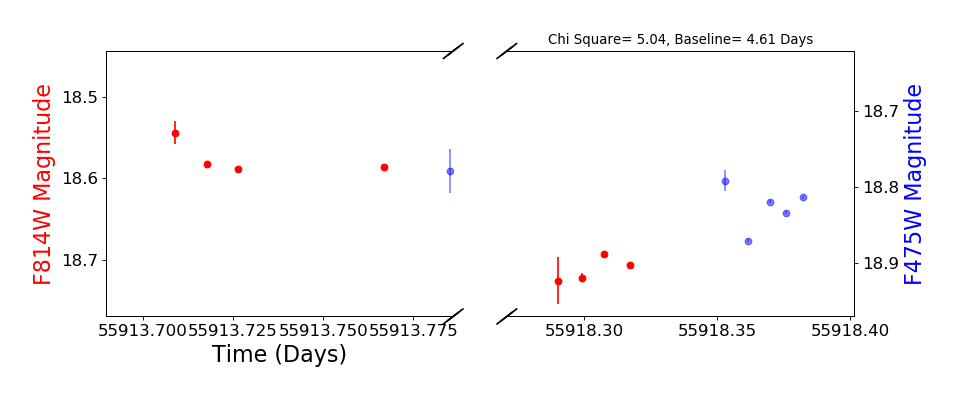 Chi Square= 5.04, Baseline= 4.61 Days
F814W Magnitude
18.5
18.6
18.7
18.7
18.8
18.9
F475W Magnitude
55913.700 55913.725 55913.750 55913.775 55918.30 55918.35 55918.40
Time (Days)